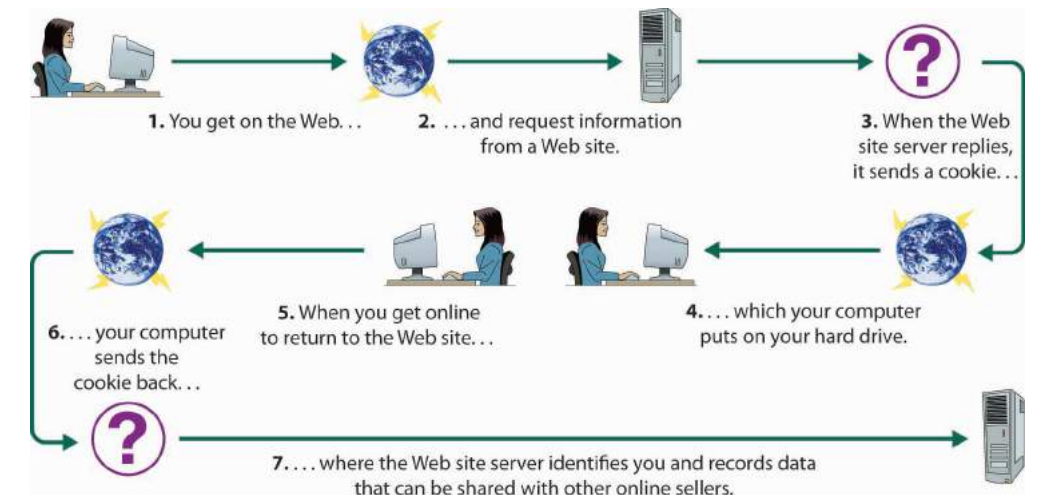 1. You get on the Web. . .
2. . . . and request information
from a Web site.
3. When the Web
site server replies,
it sends a cookie. . .
4. . . . which your computer
puts on your hard drive.
5. When you get online
to return to the Web site. . .
6. . . . your computer
sends the
cookie back. . .
7. . . . where the Web site server identifies you and records data
that can be shared with other online sellers.